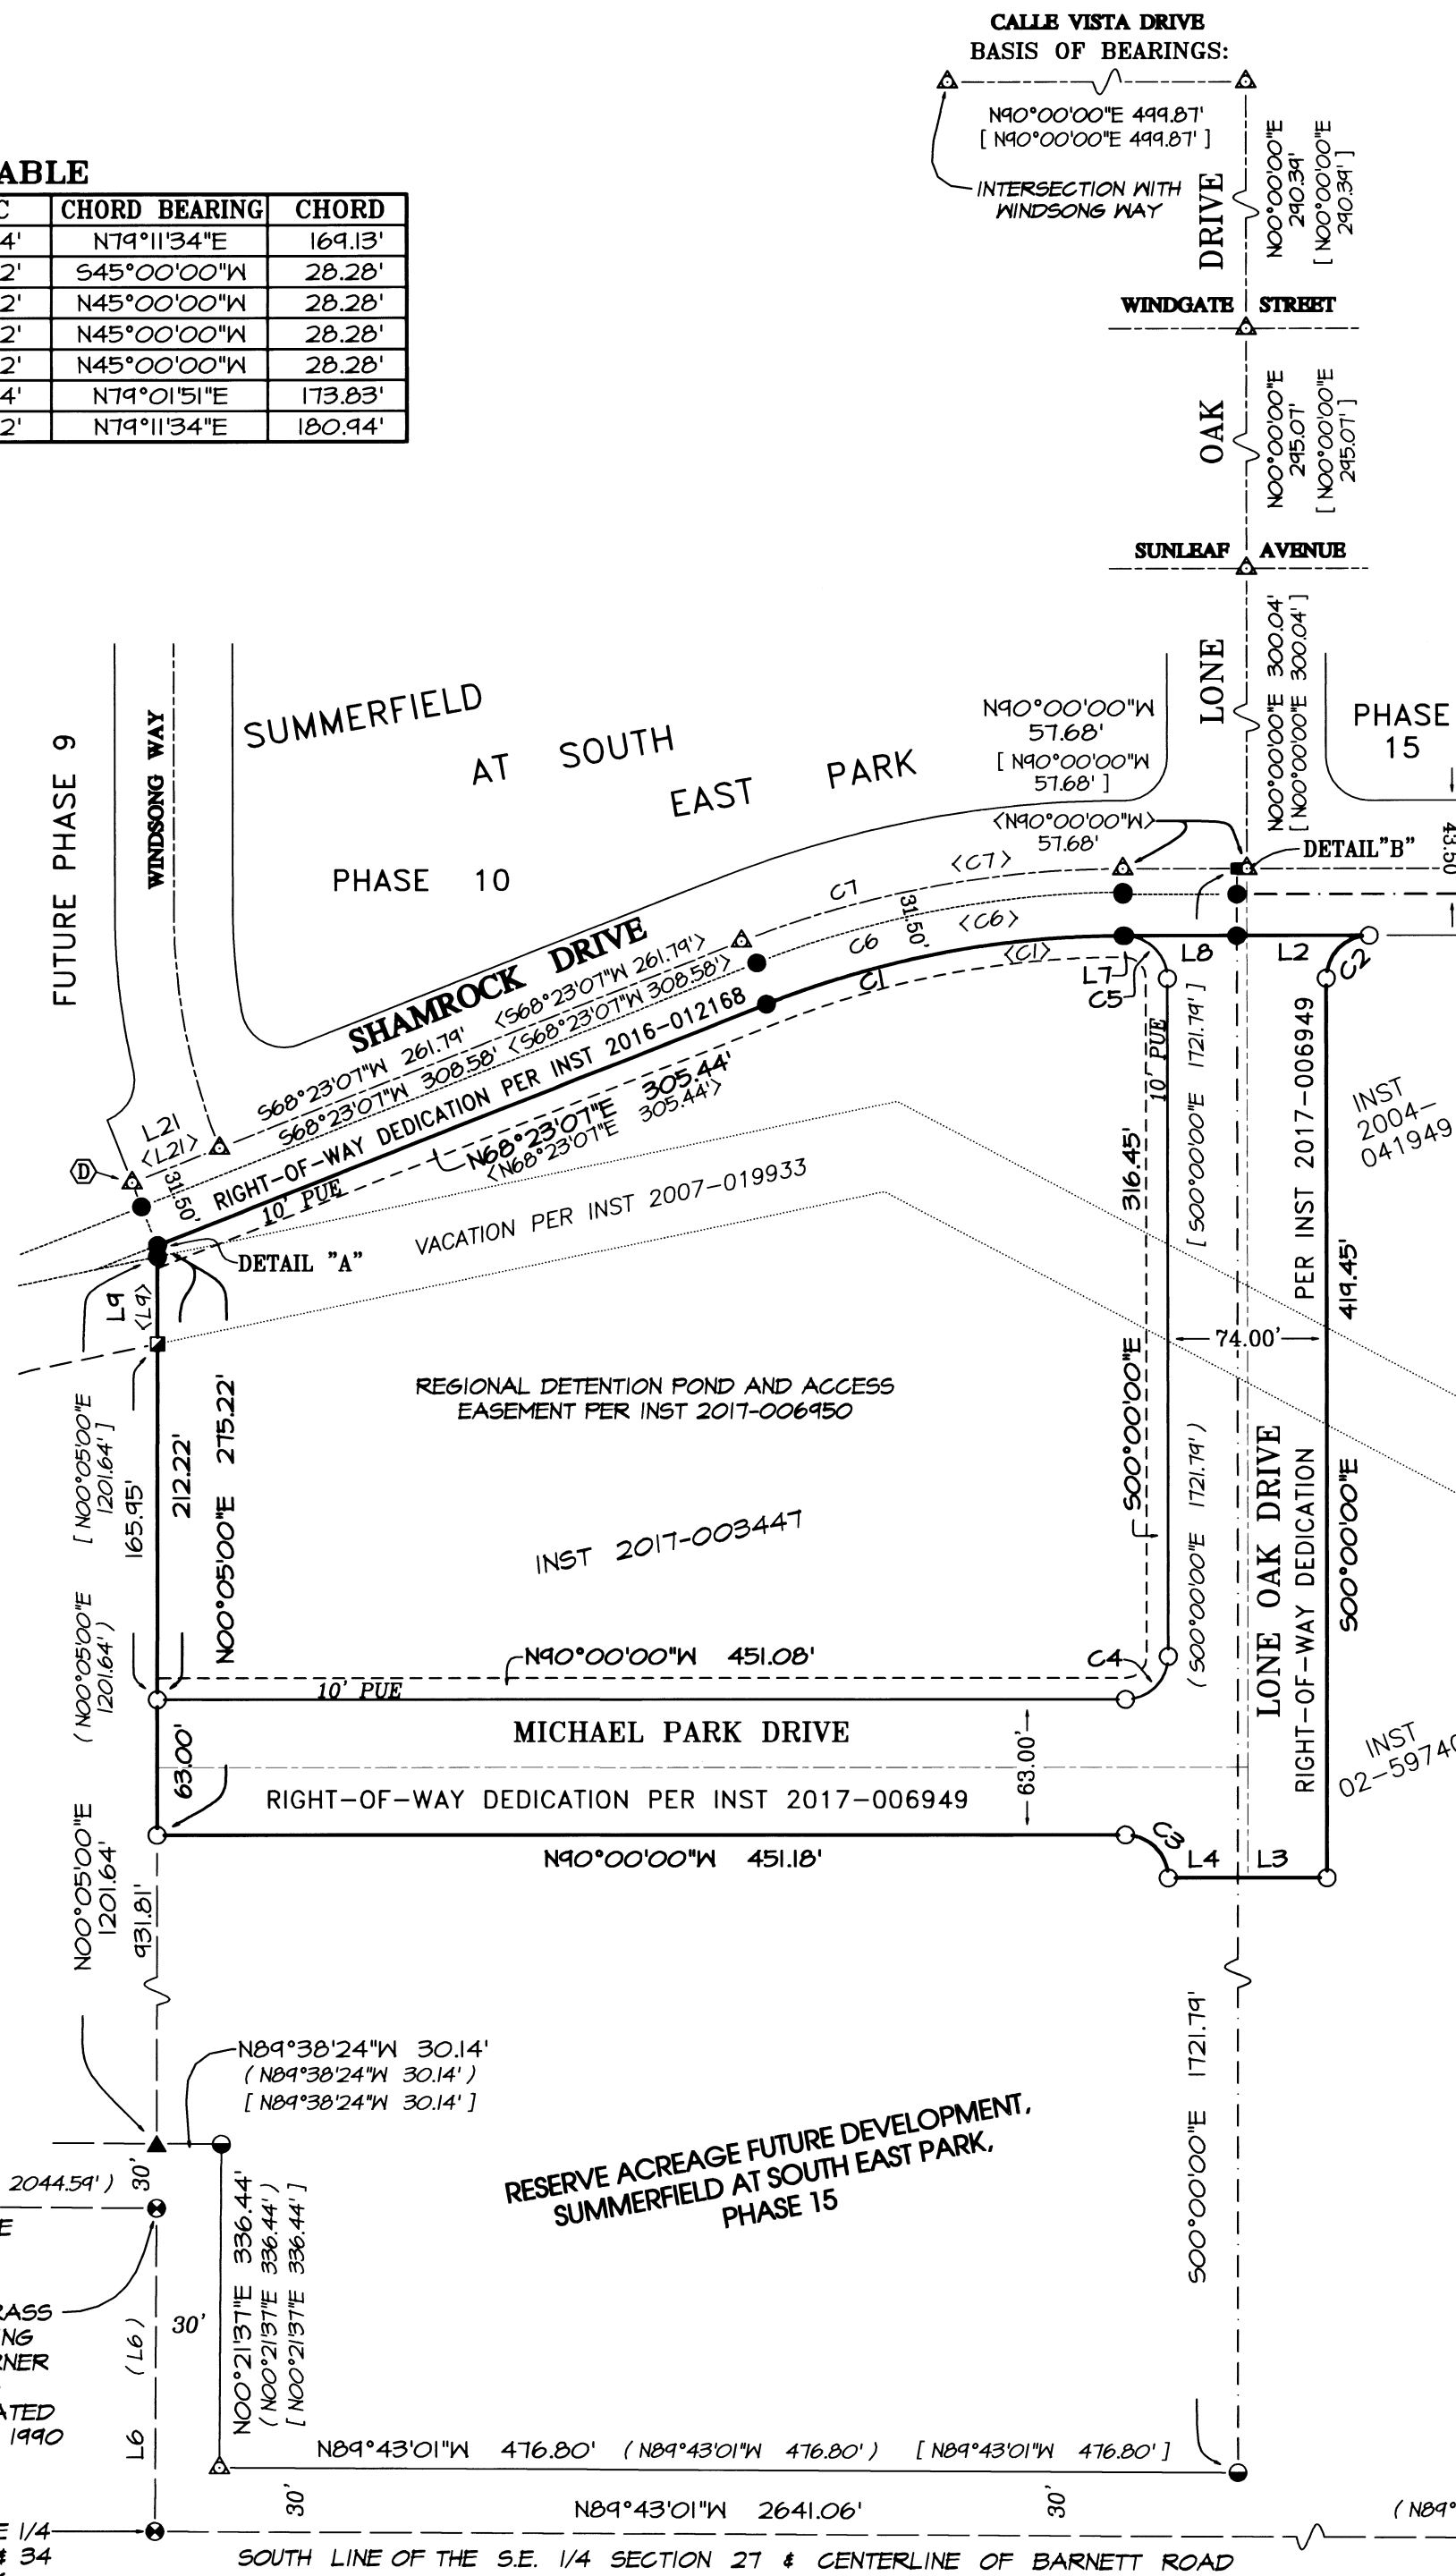 CALLE VISTA DRIVE
BASIS OF BEARINGS:
N90°00'00"E 499.87'
[ N90°00'00"E 499.87' ]
INTERSECTION WITH
WINDSONG WAY
N00°00'00"E
290.39'
[ N00°00'00"E
290.39' ]
LONE OAK DRIVE
WINDGATE STREET
N00°00'00"E
295.07'
[ N00°00'00"E
295.07' ]
SUNLEAF AVENUE
N00°00'00"E 300.04'
[ N00°00'00"E 300.04' ]
ABLE
C CHORD BEARING CHORD
4' N79°11'34"E 169.13'
2' S45°00'00"W 28.28'
2' N45°00'00"W 28.28'
2' N45°00'00"W 28.28'
2' N45°00'00"W 28.28'
4' N79°01'51"E 173.83'
2' N79°11'34"E 180.94'
FUTURE PHASE 9
WINDSONG WAY
SUMMERFIELD
AT SOUTH
EAST PARK
PHASE 10
PHASE
15
43.50
N90°00'00"W
57.68'
[ N90°00'00"W
57.68' ]
<N90°00'00"W>
57.68'
DETAIL"B"
<C7>
C7
31.50'
<C6>
C6
<C1>
C1
L7
C5
L8
L2
C2
SHAMROCK DRIVE
S68°23'07"W 261.79' <S68°23'07"W 261.79'>
S68°23'07"W 308.58' <S68°23'07"W 308.58'>
RIGHT-OF-WAY DEDICATION PER INST 2016-012168
N68°23'07"E 305.44'
<N68°23'07"E 305.44'>
10' PUE
L21
<L21>
D
31.50'
DETAIL "A"
VACATION PER INST 2007-019933
L9
<L9>
[ N00°05'00"E
1201.64' ]
165.95'
212.22'
N00°05'00"E 275.22'
( N00°05'00"E
1201.64' )
REGIONAL DETENTION POND AND ACCESS
EASEMENT PER INST 2017-006950
INST 2017-003447
10' PUE
316.45'
S00°00'00"E
[ S00°00'00"E 1721.79' ]
( S00°00'00"E 1721.79' )
74.00'
LONE OAK DRIVE
RIGHT-OF-WAY DEDICATION PER INST 2017-006949
419.45'
S00°00'00"E
INST
2004-
041949
INST
02-59740
N90°00'00"W 451.08'
C4
10' PUE
MICHAEL PARK DRIVE
63.00'
63.00'
RIGHT-OF-WAY DEDICATION PER INST 2017-006949
N90°00'00"W 451.18'
C3
L4
L3
N00°05'00"E
1201.64'
931.81'
N89°38'24"W 30.14'
( N89°38'24"W 30.14' )
[ N89°38'24"W 30.14' ]
S00°00'00"E 1721.79'
RESERVE ACREAGE FUTURE DEVELOPMENT,
SUMMERFIELD AT SOUTH EAST PARK,
PHASE 15
2044.59' )
30'
E
RASS
NG
RNER
ATED
1990
( L6 )
L6
30'
N00°21'37"E 336.44'
( N00°21'37"E 336.44' )
[ N00°21'37"E 336.44' ]
N89°43'01"W 476.80' ( N89°43'01"W 476.80' ) [ N89°43'01"W 476.80' ]
30'
N89°43'01"W 2641.06'
30'
( N89°
E 1/4
& 34
SOUTH LINE OF THE S.E. 1/4 SECTION 27 & CENTERLINE OF BARNETT ROAD